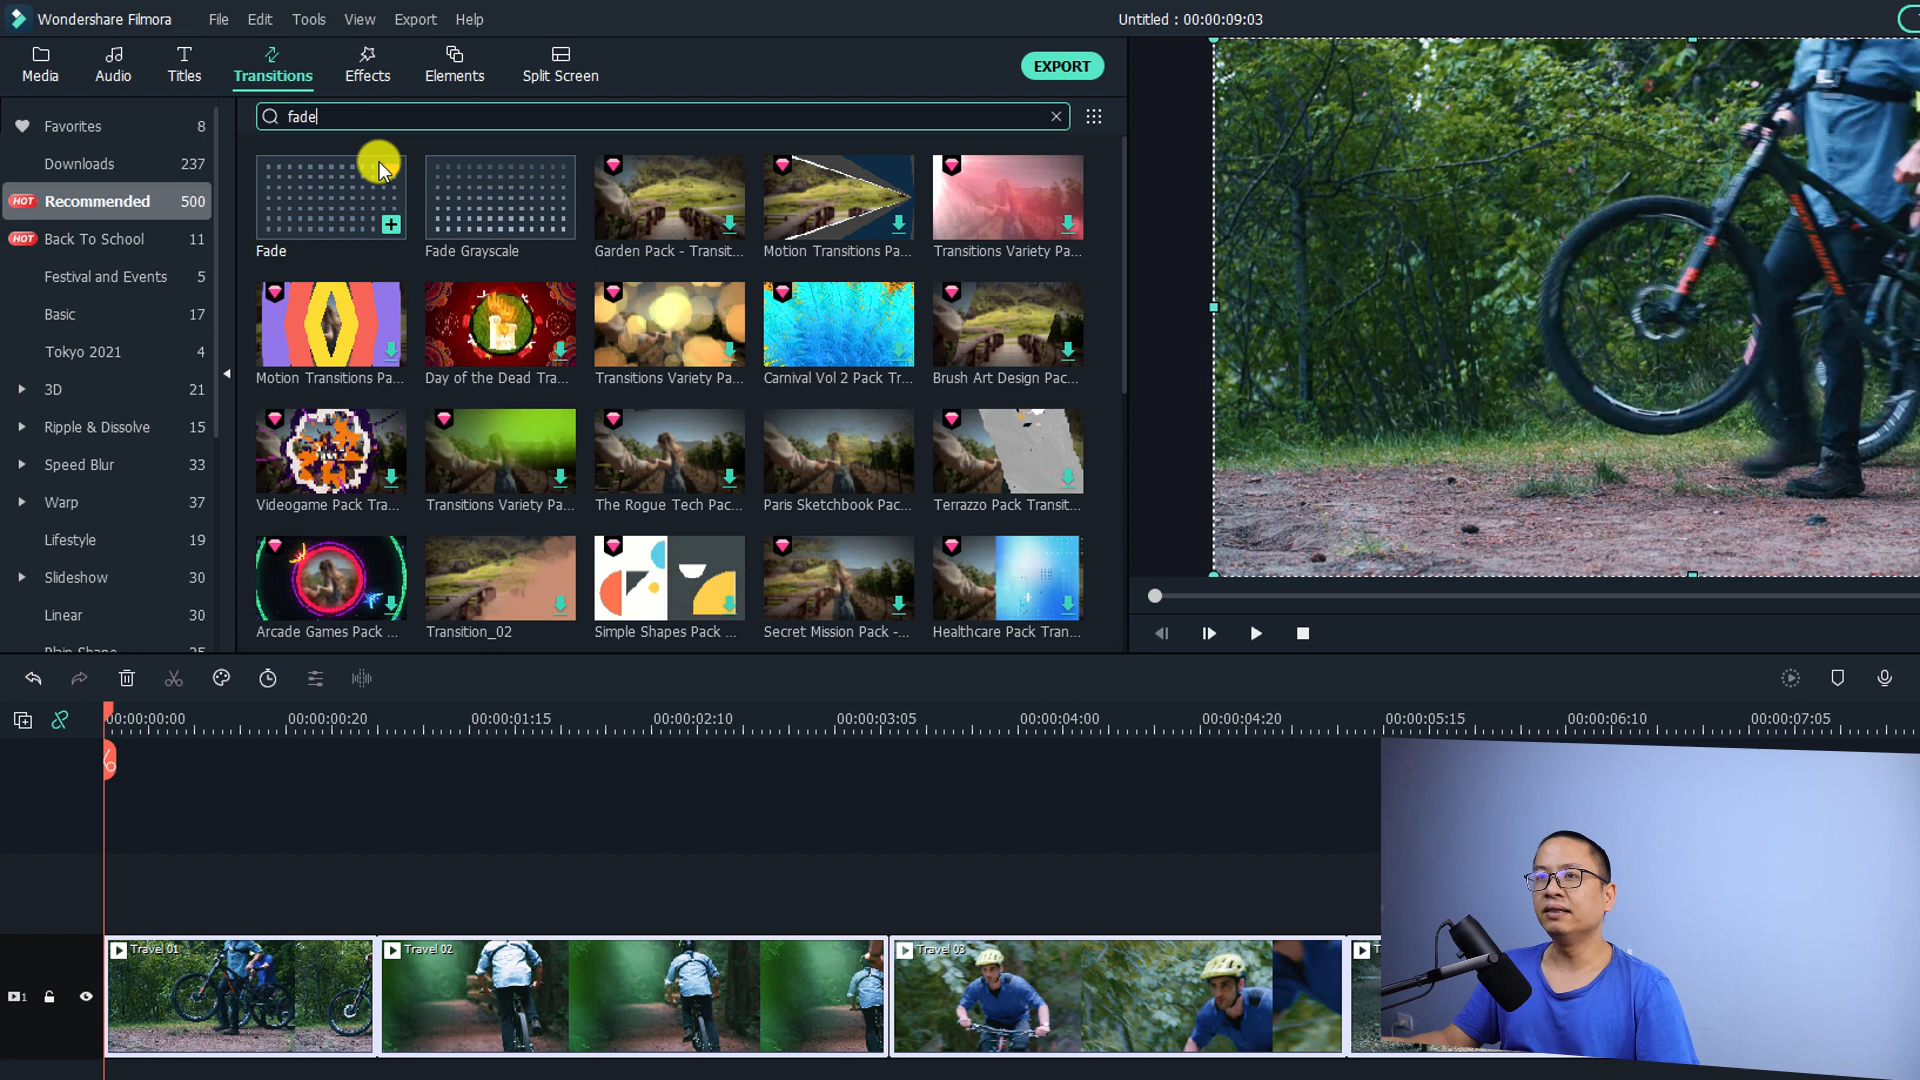 Wondershare Filmora File Edit Tools View Export Help Untitled : 00:00:09:03
Media Audio Titles Transitions Effects Elements Split Screen EXPORT
fade
Favorites 8
Downloads 237
HOT Recommended 500
HOT Back To School 11
Festival and Events 5
Basic 17
Tokyo 2021 4
3D 21
Ripple & Dissolve 15
Speed Blur 33
Warp 37
Lifestyle 19
Slideshow 30
Linear 30
Plain Shape 25
Fade Fade Grayscale Garden Pack - Transit... Motion Transitions Pa... Transitions Variety Pa...
Motion Transitions Pa... Day of the Dead Tra... Transitions Variety Pa... Carnival Vol 2 Pack Tr... Brush Art Design Pac...
Videogame Pack Tra... Transitions Variety Pa... The Rogue Tech Pac... Paris Sketchbook Pac... Terrazzo Pack Transit...
Arcade Games Pack ... Transition_02 Simple Shapes Pack ... Secret Mission Pack -... Healthcare Pack Tran...
00:00:00:00 00:00:00:20 00:00:01:15 00:00:02:10 00:00:03:05 00:00:04:00 00:00:04:20 00:00:05:15 00:00:06:10 00:00:07:05
Travel 01 Travel 02 Travel 03
1